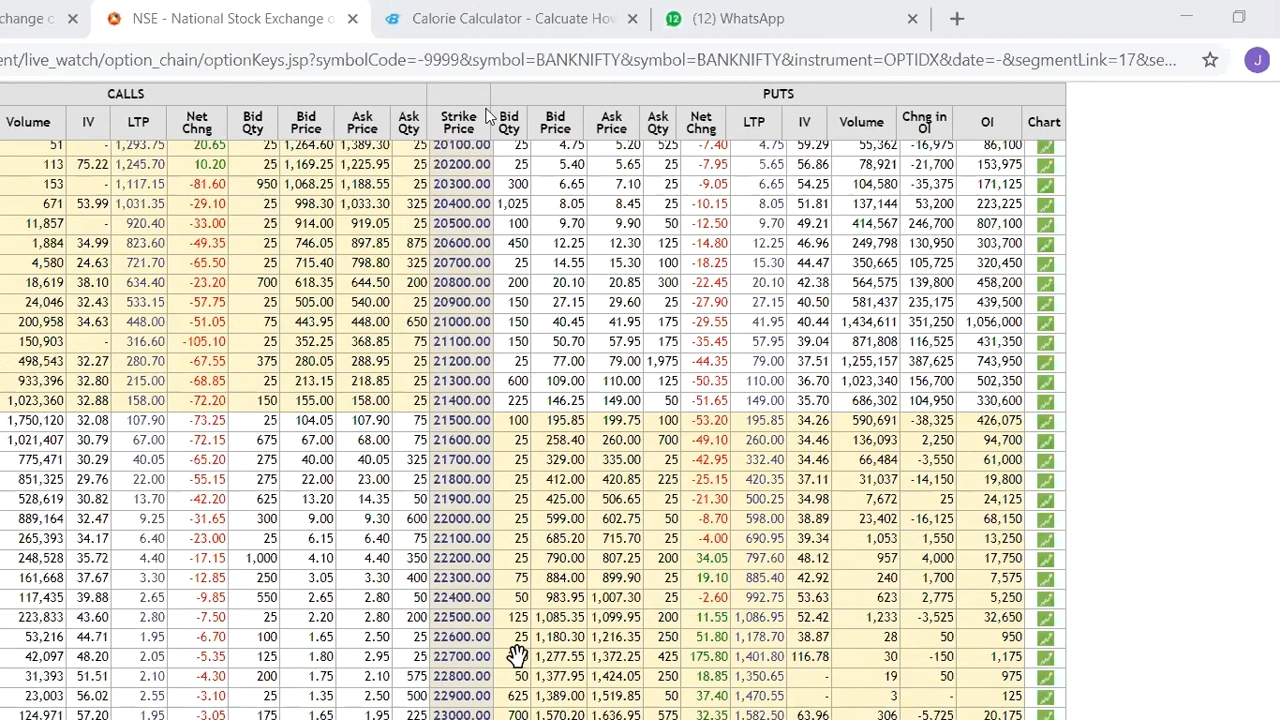 xchange c
NSE - National Stock Exchange o
Calorie Calculator - Calcuate Hov
(12) WhatsApp
ent/live_watch/option_chain/optionKeys.jsp?symbolCode=-9999&symbol=BANKNIFTY&symbol=BANKNIFTY&instrument=OPTIDX&date=-&segmentLink=17&se...
J
CALLS PUTS
Volume IV LTP Net Chng Bid Qty Bid Price Ask Price Ask Qty Strike Price Bid Qty Bid Price Ask Price Ask Qty Net Chng LTP IV Volume Chng in OI OI Chart
51 - 1,293.75 20.65 25 1,264.60 1,389.30 25 20100.00 25 4.75 5.20 525 -7.40 4.75 59.29 55,362 -16,975 86,100
113 75.22 1,245.70 10.20 25 1,169.25 1,225.95 25 20200.00 25 5.40 5.65 25 -7.95 5.65 56.86 78,921 -21,700 153,975
153 - 1,117.15 -81.60 950 1,068.25 1,188.55 25 20300.00 300 6.65 7.10 25 -9.05 6.65 54.25 104,580 -35,375 171,125
671 53.99 1,031.35 -29.10 25 998.30 1,033.30 325 20400.00 1,025 8.05 8.45 25 -10.15 8.05 51.81 137,144 53,200 223,225
11,857 - 920.40 -33.00 25 914.00 919.05 25 20500.00 100 9.70 9.90 50 -12.50 9.70 49.21 414,567 246,700 807,100
1,884 34.99 823.60 -49.35 25 746.05 897.85 875 20600.00 450 12.25 12.30 125 -14.80 12.25 46.96 249,798 130,950 303,700
4,580 24.63 721.70 -65.50 25 715.40 798.80 325 20700.00 25 14.55 15.30 100 -18.25 15.30 44.47 350,665 105,725 320,450
18,619 38.10 634.40 -23.20 700 618.35 644.50 200 20800.00 200 20.10 20.85 300 -22.45 20.10 42.38 564,575 139,800 458,200
24,046 32.43 533.15 -57.75 25 505.00 540.00 25 20900.00 150 27.15 29.60 25 -27.90 27.15 40.50 581,437 235,175 439,500
200,958 34.63 448.00 -51.05 75 443.95 448.00 650 21000.00 150 40.45 41.95 175 -29.55 41.95 40.44 1,434,611 351,250 1,056,000
150,903 - 316.60 -105.10 25 352.25 368.85 75 21100.00 150 50.70 57.95 175 -35.45 57.95 39.04 871,808 116,525 431,350
498,543 32.27 280.70 -67.55 375 280.05 288.95 25 21200.00 25 77.00 79.00 1,975 -44.35 79.00 37.51 1,255,157 387,625 743,950
933,396 32.80 215.00 -68.85 25 213.15 218.85 25 21300.00 600 109.00 110.00 125 -50.35 110.00 36.70 1,023,340 156,700 502,350
1,023,360 32.88 158.00 -72.20 150 155.00 158.00 25 21400.00 225 146.25 149.00 50 -51.65 149.00 35.70 686,302 104,950 330,600
1,750,120 32.08 107.90 -73.25 25 104.05 107.90 75 21500.00 100 195.85 199.75 100 -53.20 195.85 34.26 590,691 -38,325 426,075
1,021,407 30.79 67.00 -72.15 675 67.00 68.00 75 21600.00 25 258.40 260.00 700 -49.10 260.00 34.46 136,093 2,250 94,700
775,471 30.29 40.05 -65.20 275 40.00 40.05 325 21700.00 25 329.00 335.00 25 -42.95 332.40 34.46 66,484 -3,550 61,000
851,325 29.76 22.00 -55.15 275 22.00 23.00 25 21800.00 25 412.00 420.85 225 -25.15 420.35 37.11 31,037 -14,150 19,800
528,619 30.82 13.70 -42.20 625 13.20 14.35 50 21900.00 25 425.00 506.65 25 -21.30 500.25 34.98 7,672 25 24,125
889,164 32.47 9.25 -31.65 300 9.00 9.30 600 22000.00 25 599.00 602.75 50 -8.70 598.00 38.89 23,402 -16,125 68,150
265,393 34.17 6.40 -23.00 25 6.15 6.40 75 22100.00 25 685.20 715.70 25 -4.00 690.95 39.34 1,053 1,550 13,250
248,528 35.72 4.40 -17.15 1,000 4.10 4.40 350 22200.00 25 790.00 807.25 200 34.05 797.60 48.12 957 4,000 17,750
161,668 37.67 3.30 -12.85 250 3.05 3.30 400 22300.00 75 884.00 899.90 25 19.10 885.40 42.92 240 1,700 7,575
117,435 39.88 2.65 -9.85 550 2.65 2.80 50 22400.00 50 983.95 1,007.30 25 -2.60 992.75 53.63 623 2,775 5,250
223,833 43.60 2.80 -7.50 25 2.20 2.80 200 22500.00 125 1,085.35 1,099.95 200 11.55 1,086.95 52.42 1,233 -3,525 32,650
53,216 44.71 1.95 -6.70 100 1.65 2.50 25 22600.00 25 1,180.30 1,216.35 250 51.80 1,178.70 38.87 28 50 950
42,097 48.20 2.05 -5.35 125 1.80 2.95 25 22700.00 1,277.55 1,372.25 425 175.80 1,401.80 116.78 30 -150 1,175
31,393 51.51 2.10 -4.30 200 1.75 2.10 575 22800.00 50 1,377.95 1,424.05 250 18.85 1,350.65 - 19 50 975
23,003 56.02 2.55 -3.10 25 1.35 2.50 500 22900.00 625 1,389.00 1,519.85 50 37.40 1,470.55 - 3 - 125
124,971 57.20 1.95 -3.05 175 1.65 1.95 225 23000.00 700 1,570.20 1,636.95 575 32.35 1,582.50 63.96 306 -5,725 20,175